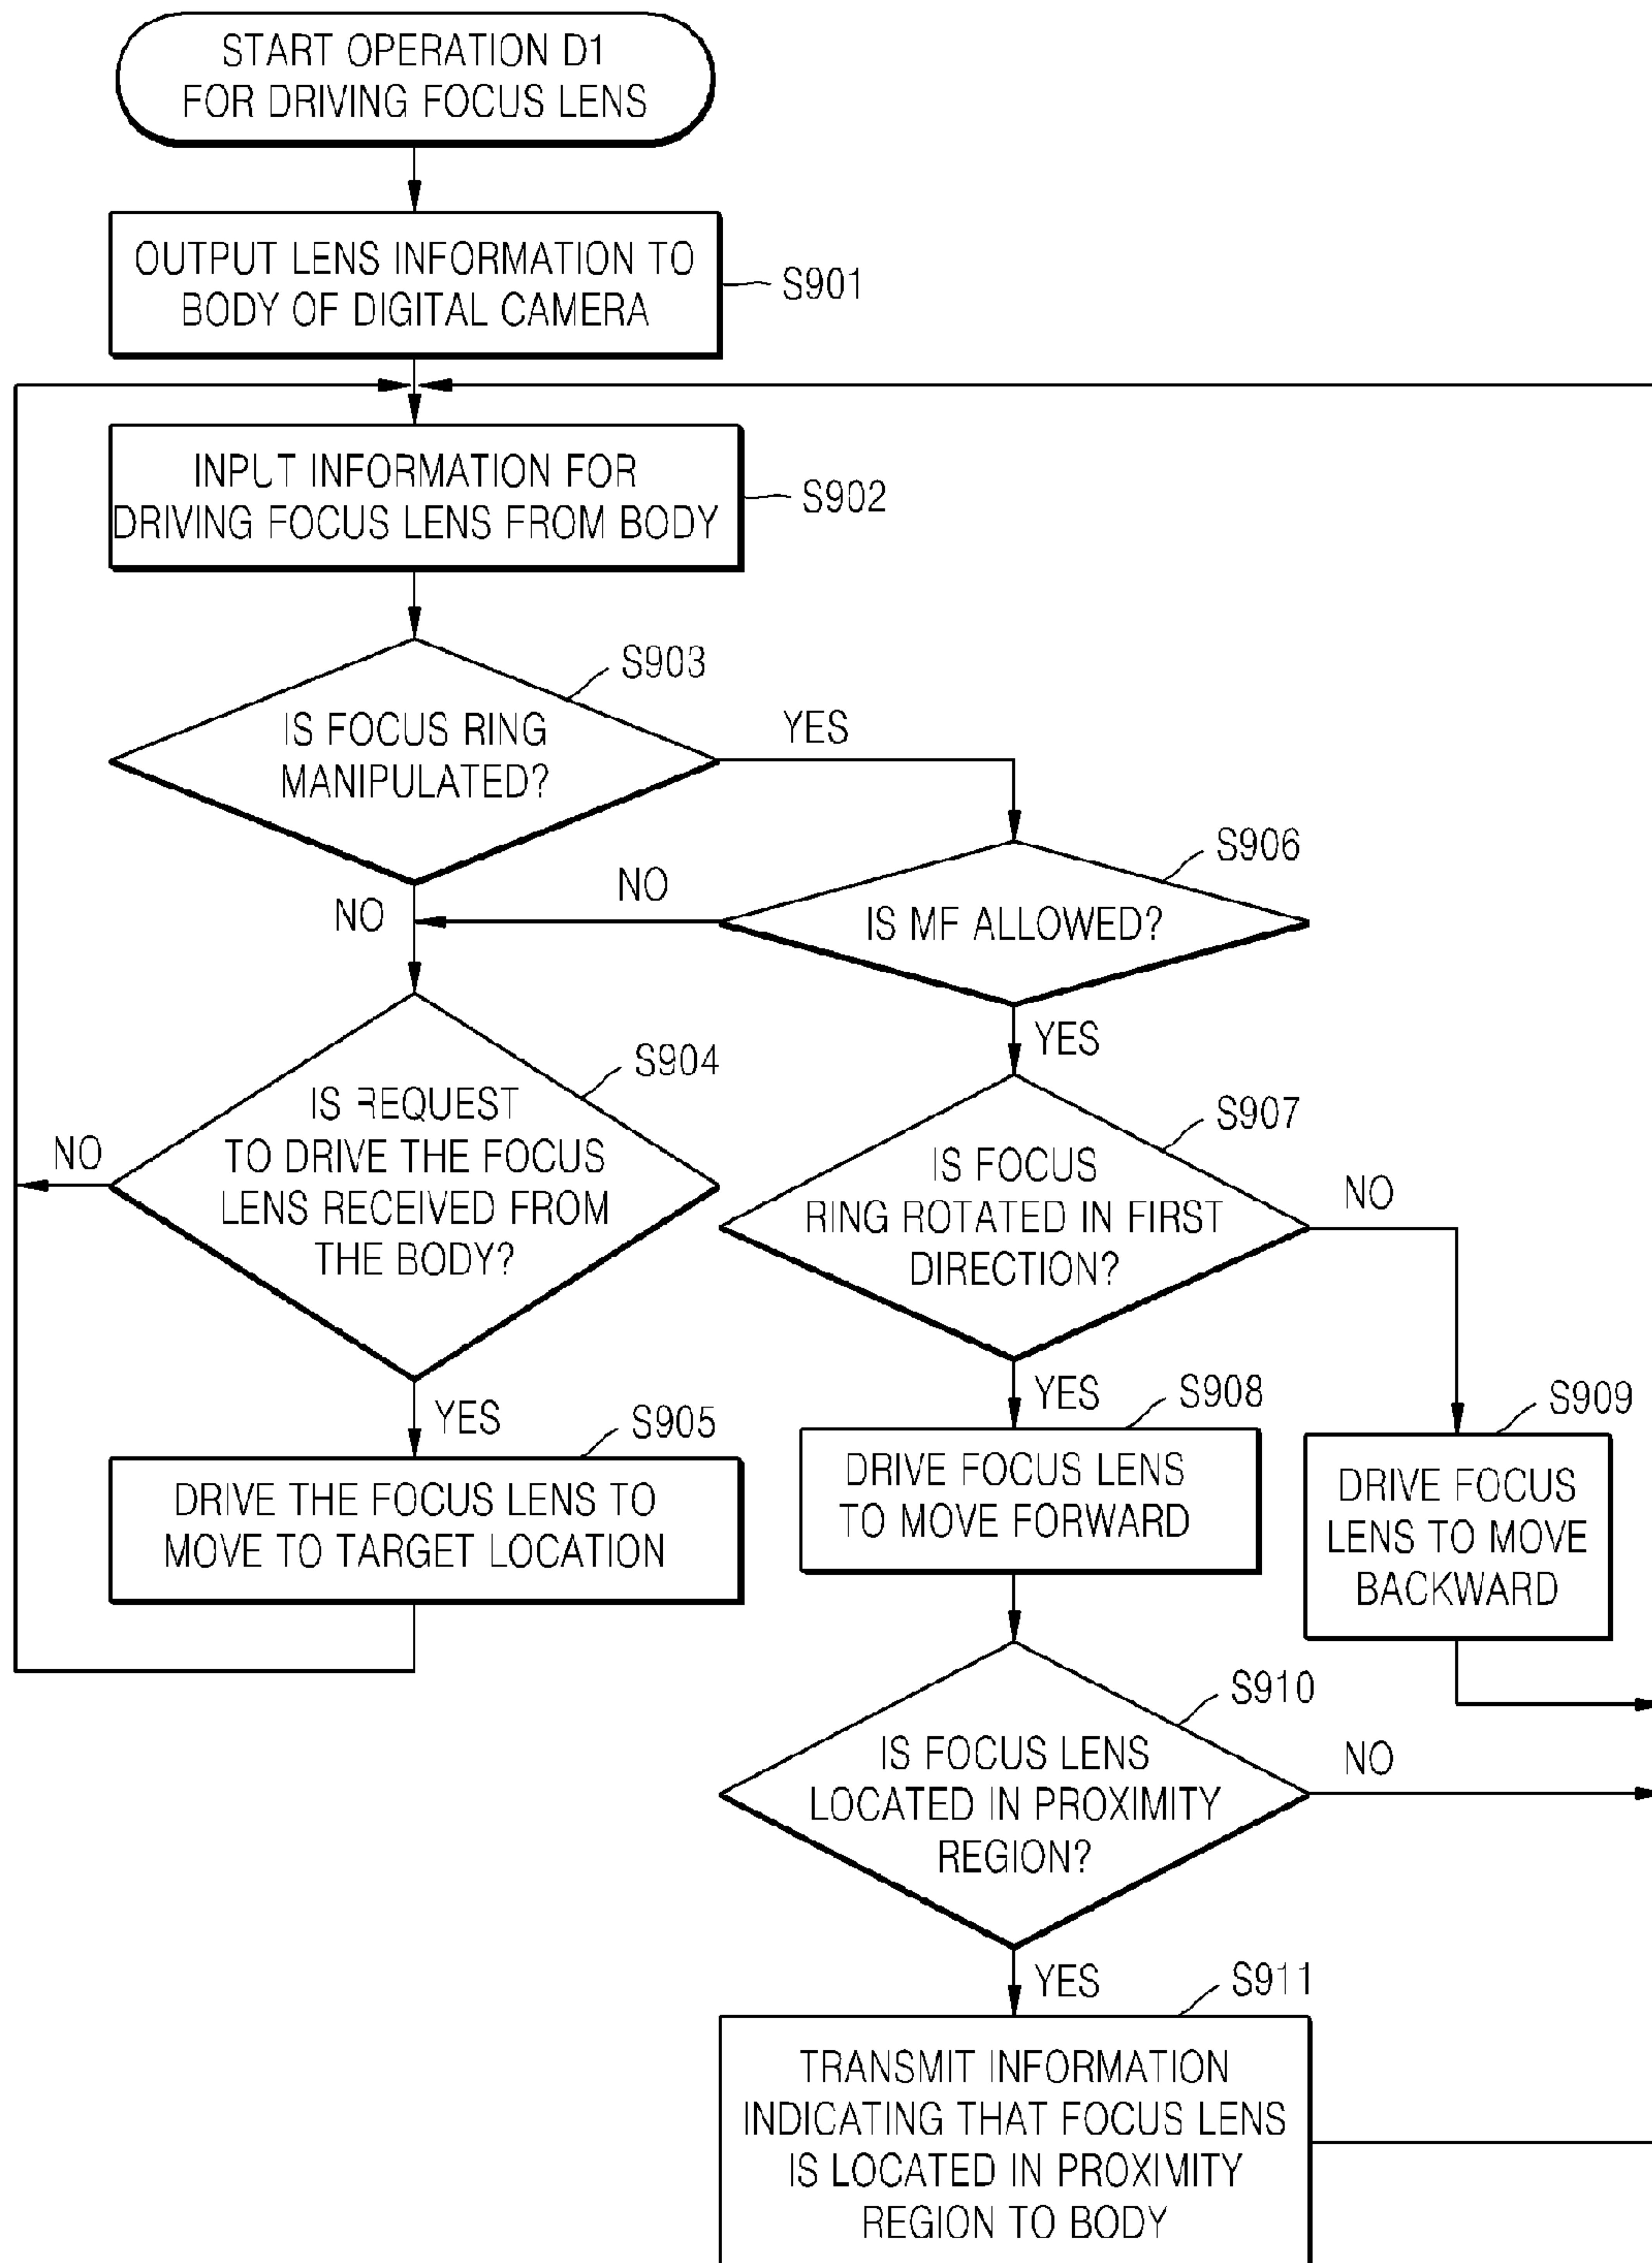 START OPERATION D1
FOR DRIVING FOCUS LENS
OUTPUT LENS INFORMATION TO
BODY OF DIGITAL CAMERA
S901
INPUT INFORMATION FOR
DRIVING FOCUS LENS FROM BODY
S902
S903
IS FOCUS RING
MANIPULATED?
YES
NO
S906
IS MF ALLOWED?
NO
YES
S904
IS REQUEST
TO DRIVE THE FOCUS
LENS RECEIVED FROM
THE BODY?
NO
YES
S907
IS FOCUS
RING ROTATED IN FIRST
DIRECTION?
NO
YES
S905
DRIVE THE FOCUS LENS TO
MOVE TO TARGET LOCATION
S908
DRIVE FOCUS LENS
TO MOVE FORWARD
S909
DRIVE FOCUS
LENS TO MOVE
BACKWARD
S910
IS FOCUS LENS
LOCATED IN PROXIMITY
REGION?
NO
YES
S911
TRANSMIT INFORMATION
INDICATING THAT FOCUS LENS
IS LOCATED IN PROXIMITY
REGION TO BODY